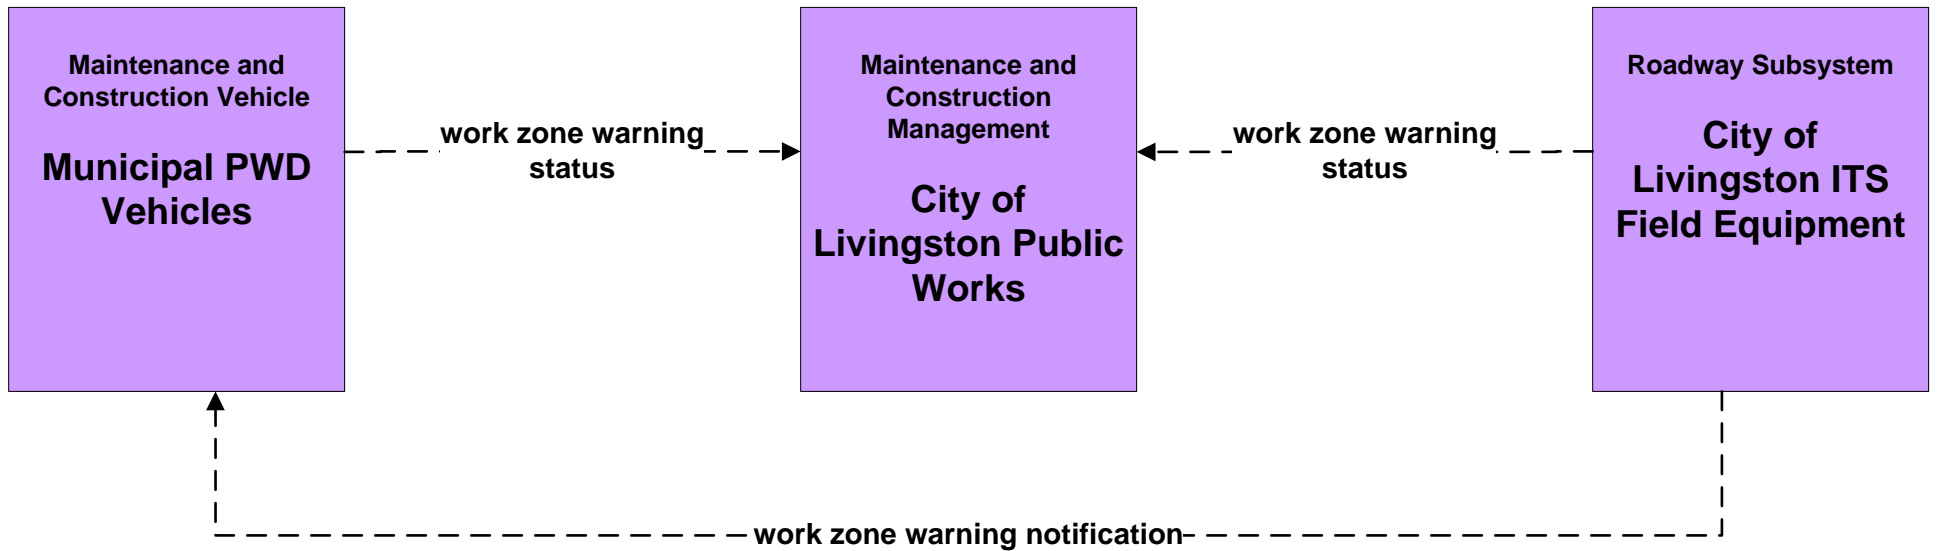 Maintenance and
Construction Vehicle
Municipal PWD
Vehicles
work zone warning
status
Maintenance and
Construction
Management
City of
Livingston Public
Works
work zone warning
status
Roadway Subsystem
City of
Livingston ITS
Field Equipment
work zone warning notification